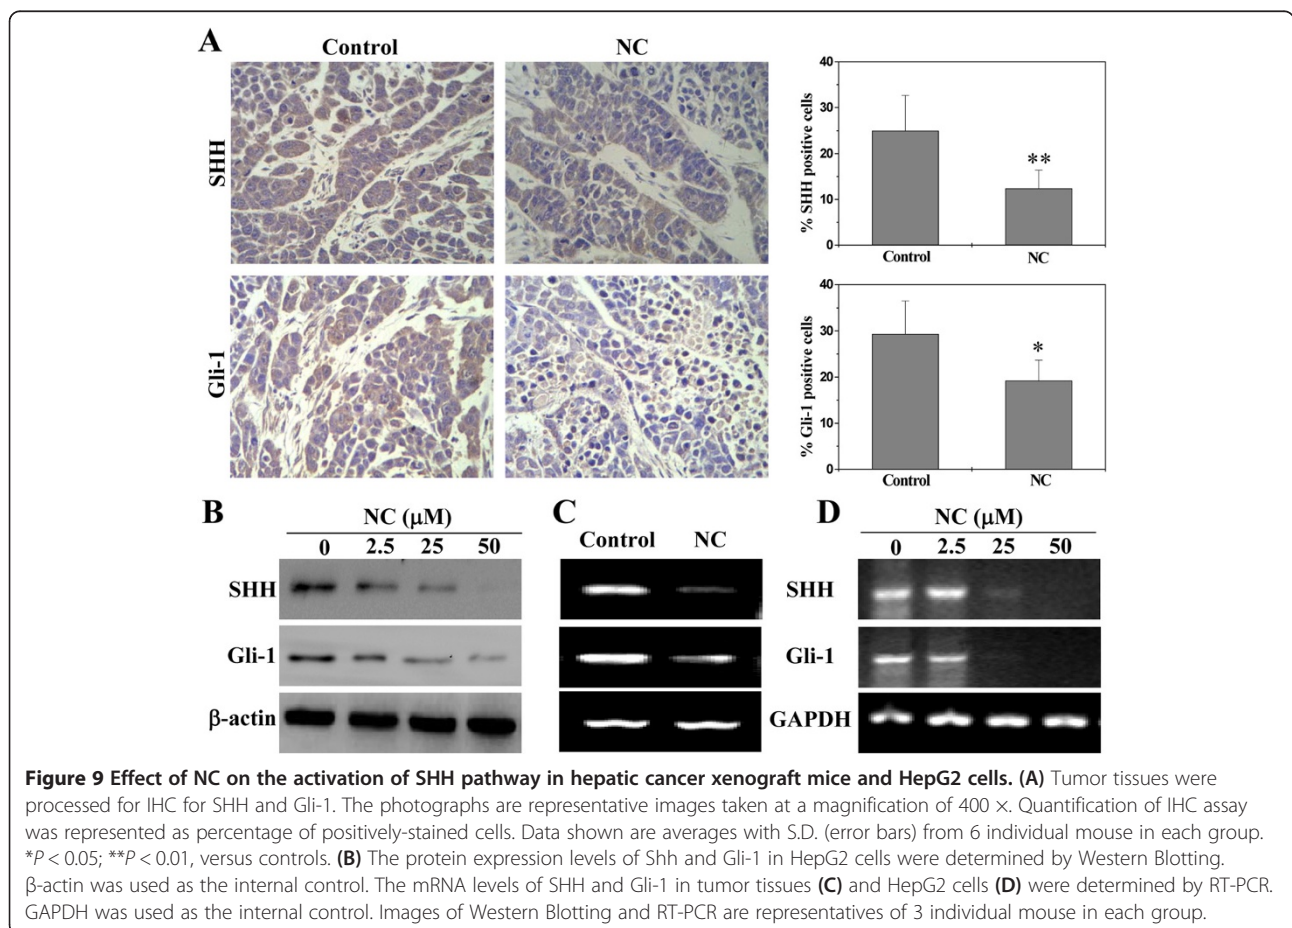 A
Control
NC
SHH
Gli-1
40
30
20
10
0
% SHH positive cells
**
Control
NC
40
30
20
10
0
% Gli-1 positive cells
*
Control
NC
B
NC (μM)
0 2.5 25 50
SHH
Gli-1
β-actin
C
Control NC
D
NC (μM)
0 2.5 25 50
SHH
Gli-1
GAPDH
Figure 9 Effect of NC on the activation of SHH pathway in hepatic cancer xenograft mice and HepG2 cells. (A) Tumor tissues were
processed for IHC for SHH and Gli-1. The photographs are representative images taken at a magnification of 400 ×. Quantification of IHC assay
was represented as percentage of positively-stained cells. Data shown are averages with S.D. (error bars) from 6 individual mouse in each group.
*P < 0.05; **P < 0.01, versus controls. (B) The protein expression levels of Shh and Gli-1 in HepG2 cells were determined by Western Blotting.
β-actin was used as the internal control. The mRNA levels of SHH and Gli-1 in tumor tissues (C) and HepG2 cells (D) were determined by RT-PCR.
GAPDH was used as the internal control. Images of Western Blotting and RT-PCR are representatives of 3 individual mouse in each group.